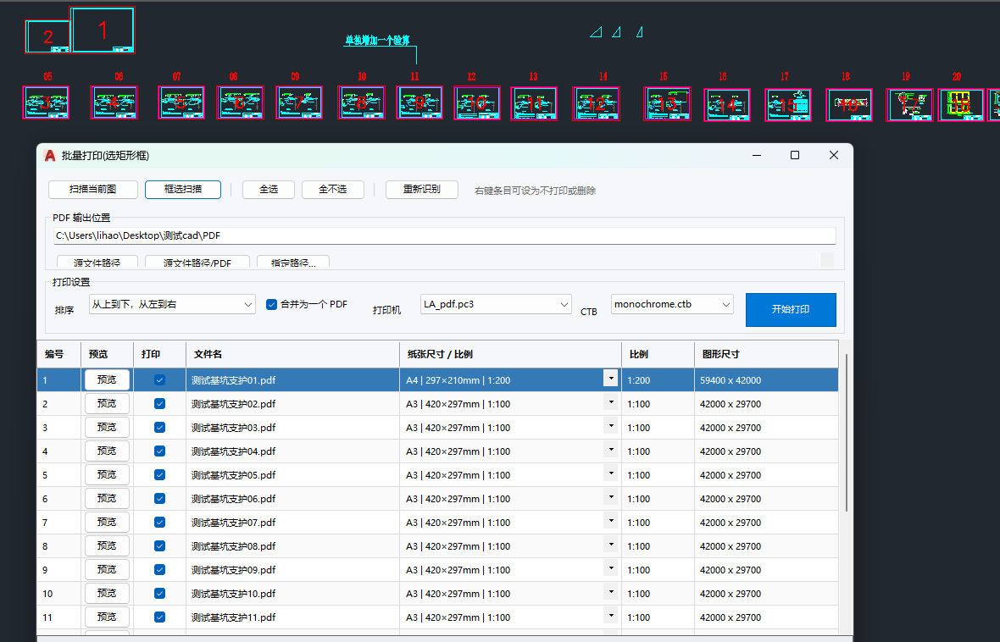 2
1
单独增加一个验算
05 06 07 08 09 10 11 12 13 14 15 16 17 18 19 20
3 4 5 6 7 8 9 10 11 12 13 14 15 16 17
批量打印(选矩形框)
扫描当前图 框选扫描 全选 全不选 重新识别 右键条目可设为不打印或删除
PDF 输出位置
C:\Users\lihao\Desktop\测试cad\PDF
源文件路径 源文件路径/PDF 指定路径...
打印设置
排序 从上到下，从左到右 合并为一个 PDF 打印机 LA_pdf.pc3 CTB monochrome.ctb 开始打印
编号 预览 打印 文件名 纸张尺寸 / 比例 比例 图形尺寸
1 预览 测试基坑支护01.pdf A4 | 297×210mm | 1:200 1:200 59400 x 42000
2 预览 测试基坑支护02.pdf A3 | 420×297mm | 1:100 1:100 42000 x 29700
3 预览 测试基坑支护03.pdf A3 | 420×297mm | 1:100 1:100 42000 x 29700
4 预览 测试基坑支护04.pdf A3 | 420×297mm | 1:100 1:100 42000 x 29700
5 预览 测试基坑支护05.pdf A3 | 420×297mm | 1:100 1:100 42000 x 29700
6 预览 测试基坑支护06.pdf A3 | 420×297mm | 1:100 1:100 42000 x 29700
7 预览 测试基坑支护07.pdf A3 | 420×297mm | 1:100 1:100 42000 x 29700
8 预览 测试基坑支护08.pdf A3 | 420×297mm | 1:100 1:100 42000 x 29700
9 预览 测试基坑支护09.pdf A3 | 420×297mm | 1:100 1:100 42000 x 29700
10 预览 测试基坑支护10.pdf A3 | 420×297mm | 1:100 1:100 42000 x 29700
11 预览 测试基坑支护11.pdf A3 | 420×297mm | 1:100 1:100 42000 x 29700